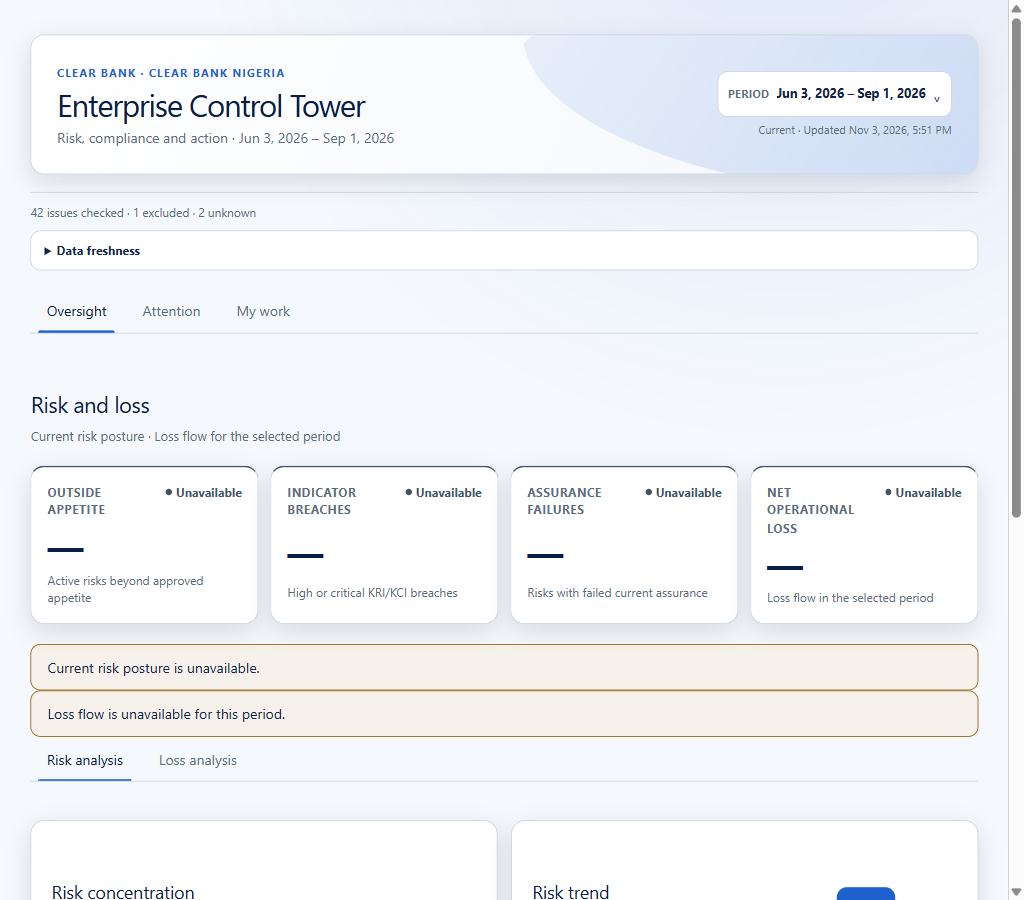 CLEAR BANK · CLEAR BANK NIGERIA
Enterprise Control Tower
Risk, compliance and action · Jun 3, 2026 – Sep 1, 2026
PERIOD Jun 3, 2026 – Sep 1, 2026 v
Current · Updated Nov 3, 2026, 5:51 PM
42 issues checked · 1 excluded · 2 unknown
Data freshness
Oversight Attention My work
Risk and loss
Current risk posture · Loss flow for the selected period
OUTSIDE APPETITE
Unavailable
—
Active risks beyond approved
appetite
INDICATOR BREACHES
Unavailable
—
High or critical KRI/KCI breaches
ASSURANCE FAILURES
Unavailable
—
Risks with failed current assurance
NET OPERATIONAL LOSS
Unavailable
—
Loss flow in the selected period
Current risk posture is unavailable.
Loss flow is unavailable for this period.
Risk analysis Loss analysis
Risk concentration
Risk trend